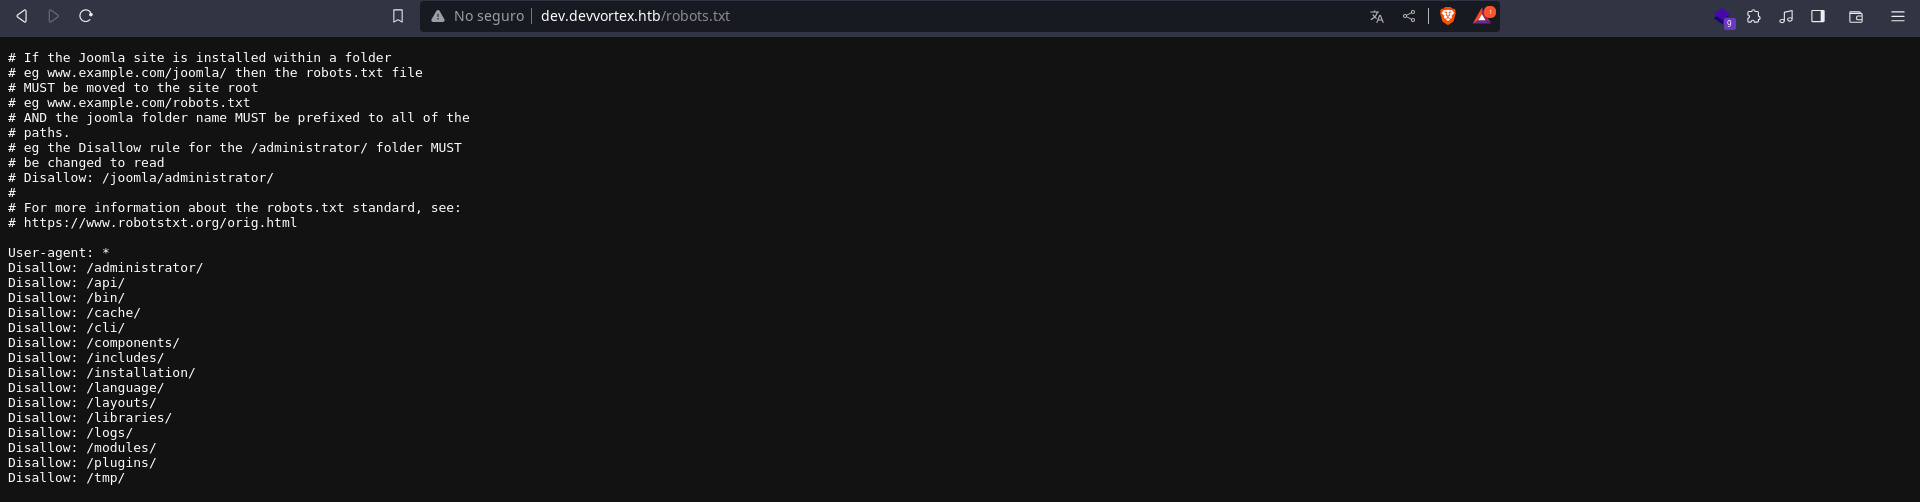 No seguro dev.devvortex.htb/robots.txt
9
# If the Joomla site is installed within a folder
# eg www.example.com/joomla/ then the robots.txt file
# MUST be moved to the site root
# eg www.example.com/robots.txt
# AND the joomla folder name MUST be prefixed to all of the
# paths.
# eg the Disallow rule for the /administrator/ folder MUST
# be changed to read
# Disallow: /joomla/administrator/
#
# For more information about the robots.txt standard, see:
# https://www.robotstxt.org/orig.html

User-agent: *
Disallow: /administrator/
Disallow: /api/
Disallow: /bin/
Disallow: /cache/
Disallow: /cli/
Disallow: /components/
Disallow: /includes/
Disallow: /installation/
Disallow: /language/
Disallow: /layouts/
Disallow: /libraries/
Disallow: /logs/
Disallow: /modules/
Disallow: /plugins/
Disallow: /tmp/